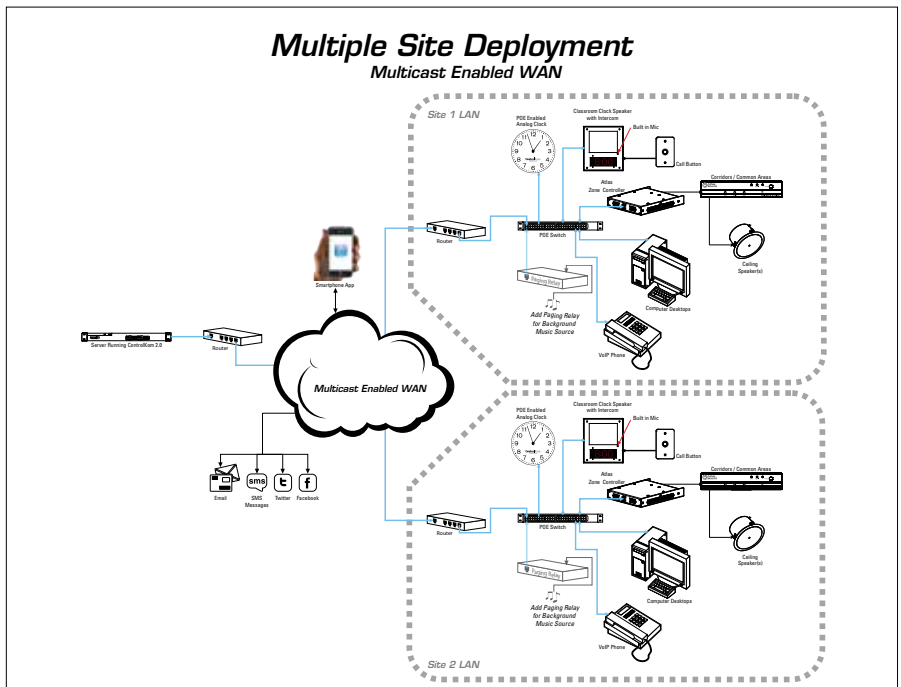 Multiple Site Deployment
Multicast Enabled WAN
Site 1 LAN
POE Enabled
Analog Clock
Classroom Clock Speaker
with Intercom
Built in Mic
Call Button
Atlas
Zone Controller
Corridors / Common Areas
Router
POE Switch
Ceiling
Speaker(s)
Paging Relay
Computer Desktops
Add Paging Relay
for Background
Music Source
VoIP Phone
Smartphone App
Server Running ControlKom 2.0
Router
Multicast Enabled WAN
sms
Email
SMS
Messages
Twitter
Facebook
POE Enabled
Analog Clock
Classroom Clock Speaker
with Intercom
Built in Mic
Call Button
Atlas
Zone Controller
Corridors / Common Areas
Router
POE Switch
Ceiling
Speaker(s)
Paging Relay
Computer Desktops
Add Paging Relay
for Background
Music Source
VoIP Phone
Site 2 LAN